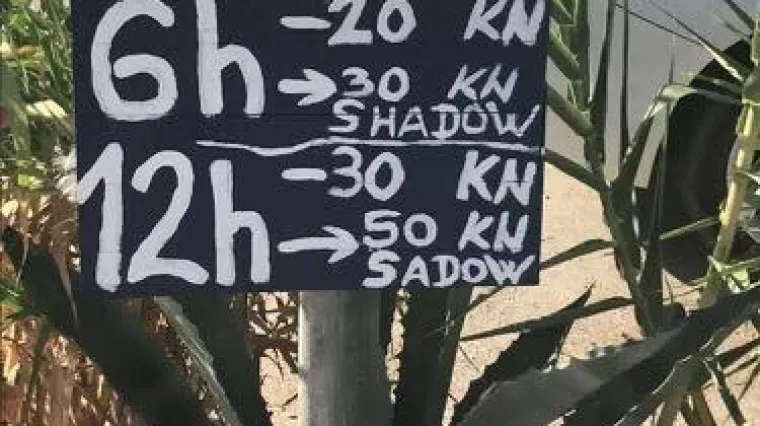 6h -20 KN
→30 KN
SHADOW
12h -30 KN
→50 KN
SADOW